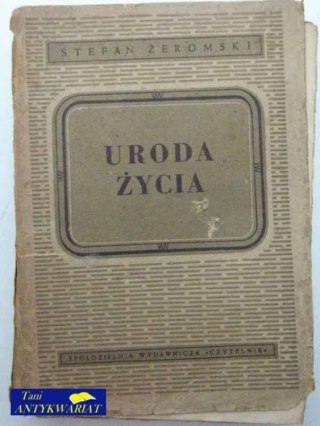 STEFAN ŻEROMSKI
URODA
ŻYCIA
SPÓŁDZIELNIA WYDAWNICZA »CZYTELNIK«
Tani
ANTYKWARIAT